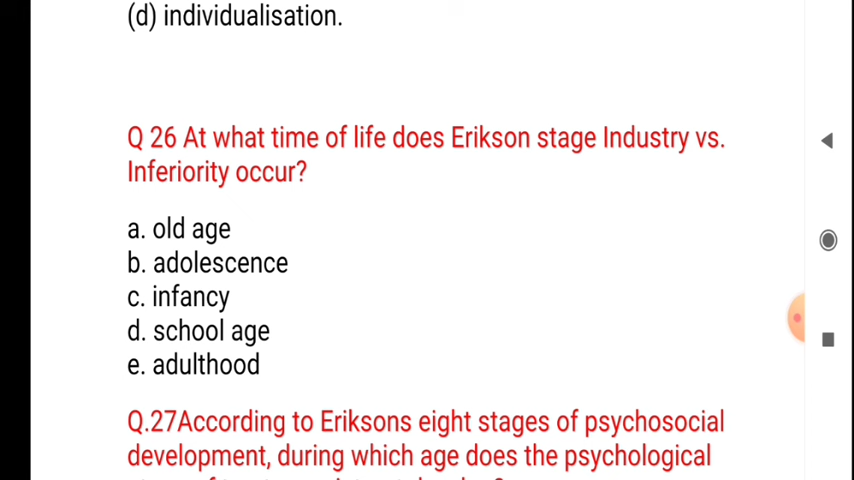 (d) individualisation.
Q 26 At what time of life does Erikson stage Industry vs.
Inferiority occur?
a. old age
b. adolescence
c. infancy
d. school age
e. adulthood
Q.27According to Eriksons eight stages of psychosocial
development, during which age does the psychological